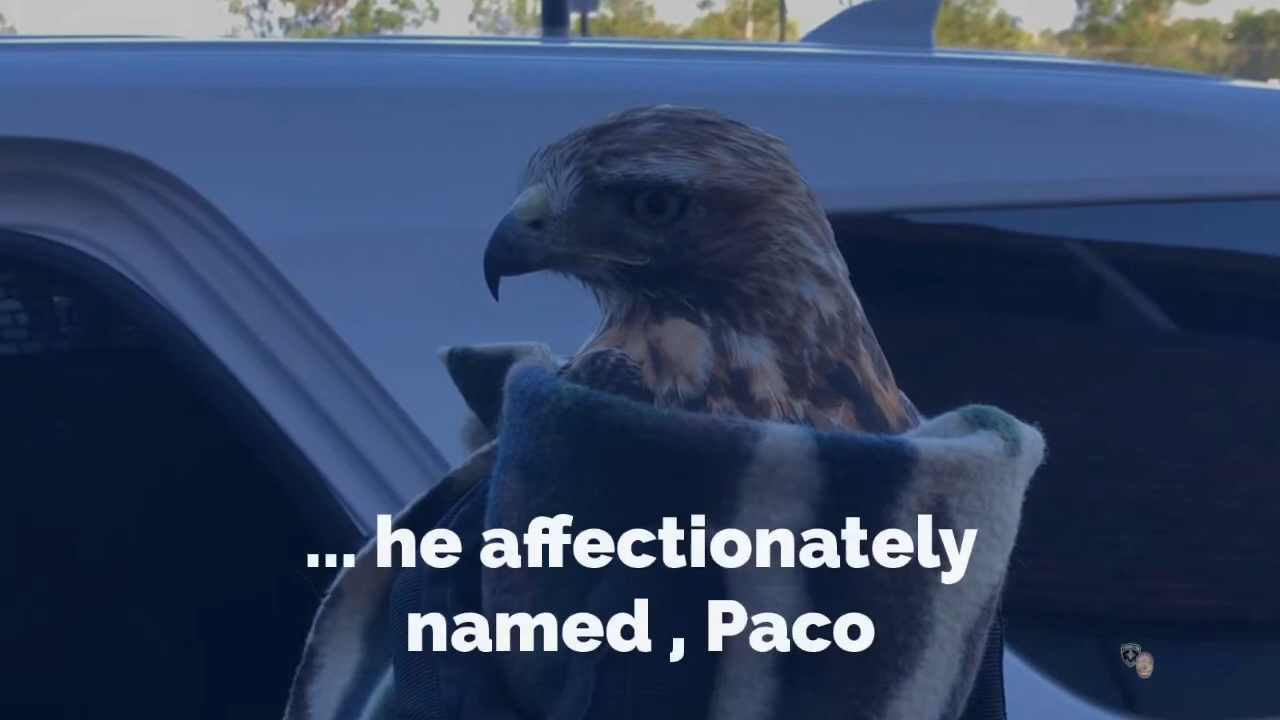 ... he affectionately
named , Paco